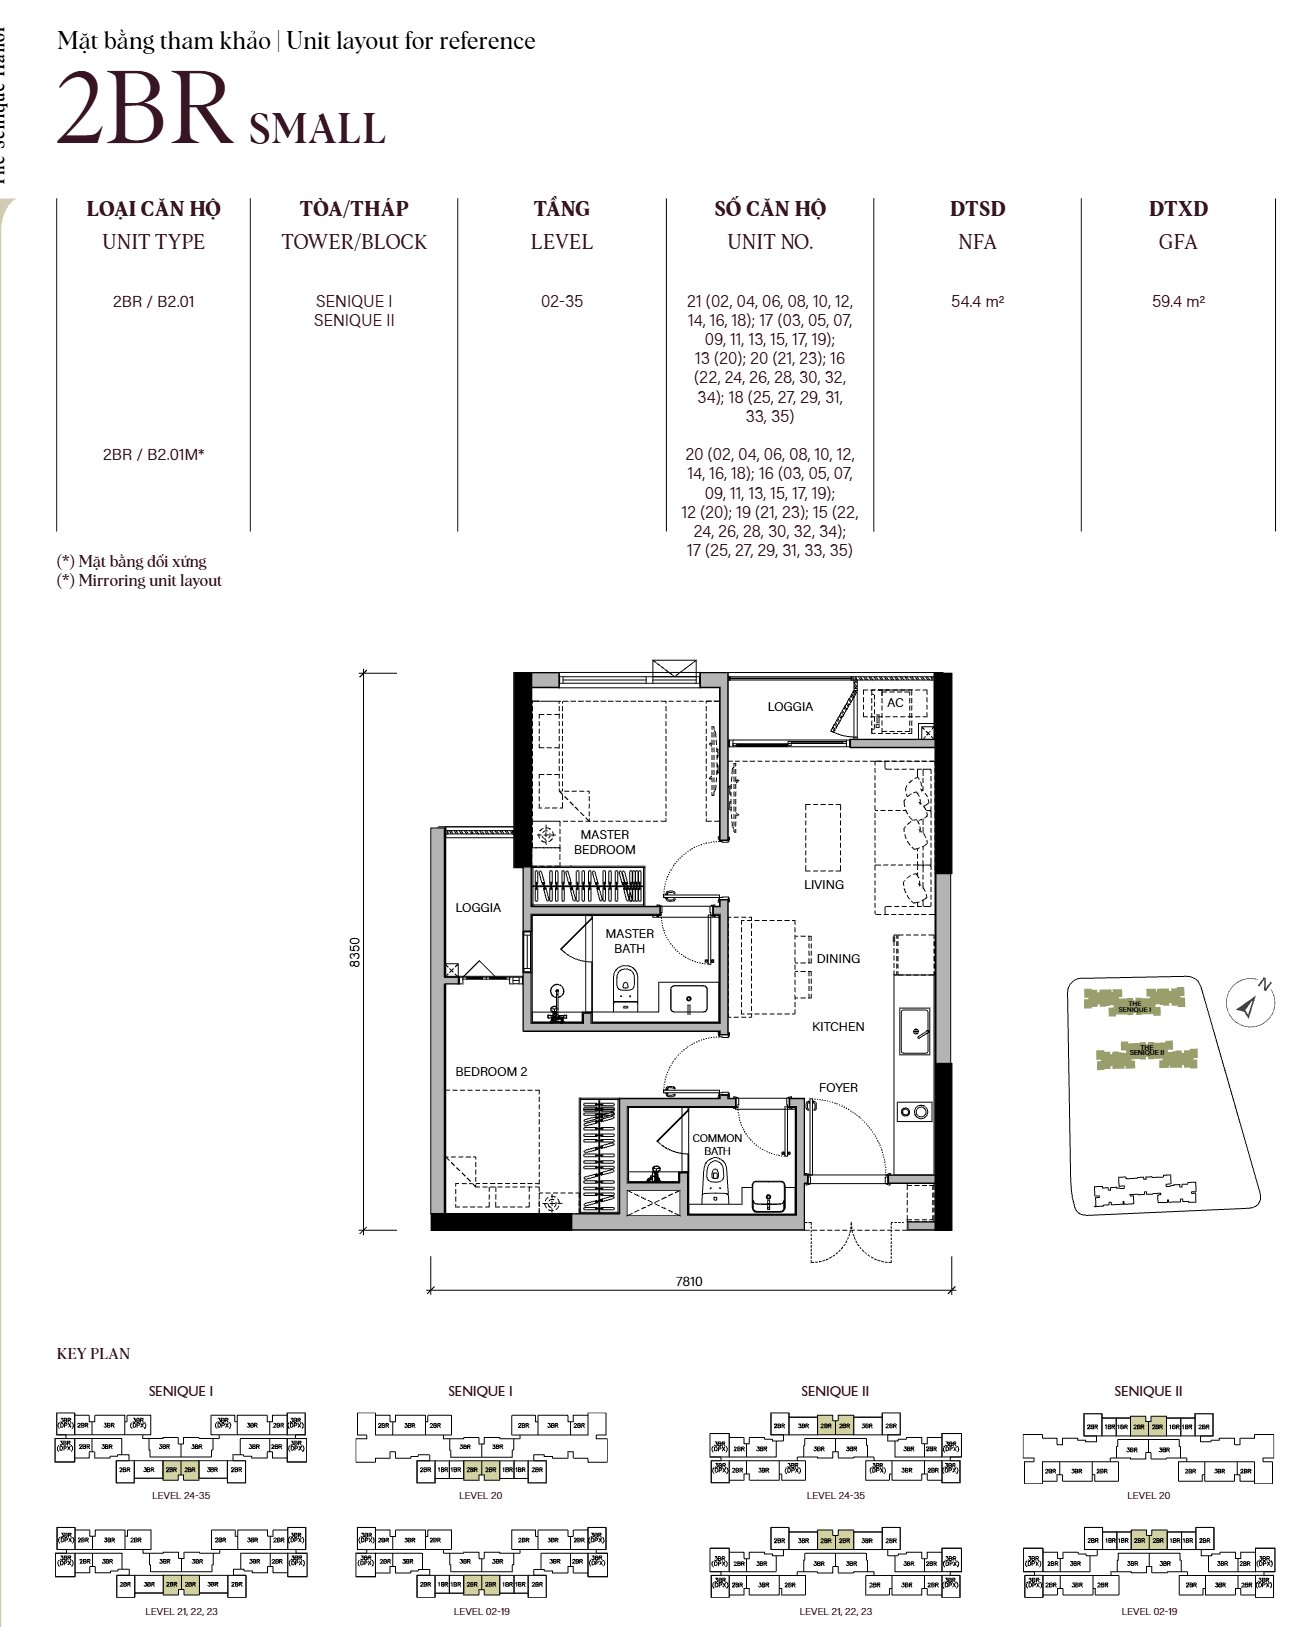 The Senique Hanoi
Mặt bằng tham khảo | Unit layout for reference
2BR SMALL
LOẠI CĂN HỘ
UNIT TYPE
TÒA/THÁP
TOWER/BLOCK
TẦNG
LEVEL
SỐ CĂN HỘ
UNIT NO.
DTSD
NFA
DTXD
GFA
2BR / B2.01
SENIQUE I
SENIQUE II
02-35
21 (02, 04, 06, 08, 10, 12,
14, 16, 18); 17 (03, 05, 07,
09, 11, 13, 15, 17, 19);
13 (20); 20 (21, 23); 16
(22, 24, 26, 28, 30, 32,
34); 18 (25, 27, 29, 31,
33, 35)
54.4 m²
59.4 m²
2BR / B2.01M*
20 (02, 04, 06, 08, 10, 12,
14, 16, 18); 16 (03, 05, 07,
09, 11, 13, 15, 17, 19);
12 (20); 19 (21, 23); 15 (22,
24, 26, 28, 30, 32, 34);
17 (25, 27, 29, 31, 33, 35)
(*) Mặt bằng đối xứng
(*) Mirroring unit layout
LOGGIA
AC
MASTER
BEDROOM
LIVING
LOGGIA
MASTER
BATH
DINING
8350
KITCHEN
BEDROOM 2
FOYER
COMMON
BATH
7810
N
THE
SENIQUE I
THE
SENIQUE II
KEY PLAN
SENIQUE I
SENIQUE I
SENIQUE II
SENIQUE II
LEVEL 24-35
LEVEL 20
LEVEL 24-35
LEVEL 20
LEVEL 21, 22, 23
LEVEL 02-19
LEVEL 21, 22, 23
LEVEL 02-19